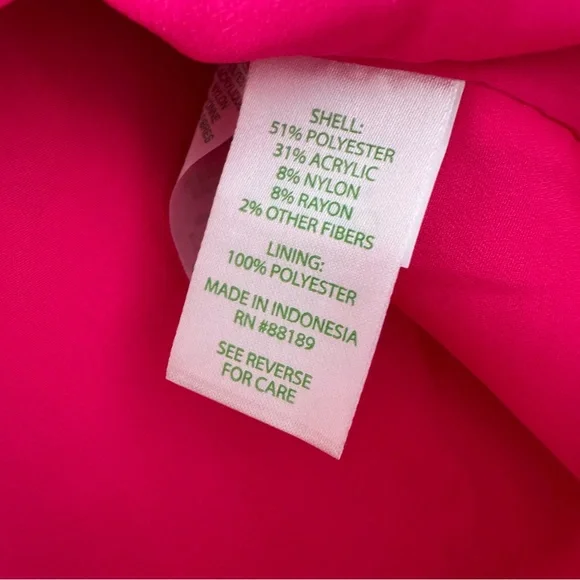 SHELL:
51% POLYESTER
31% ACRYLIC
8% NYLON
8% RAYON
2% OTHER FIBERS
LINING:
100% POLYESTER
MADE IN INDONESIA
RN #88189
SEE REVERSE
FOR CARE